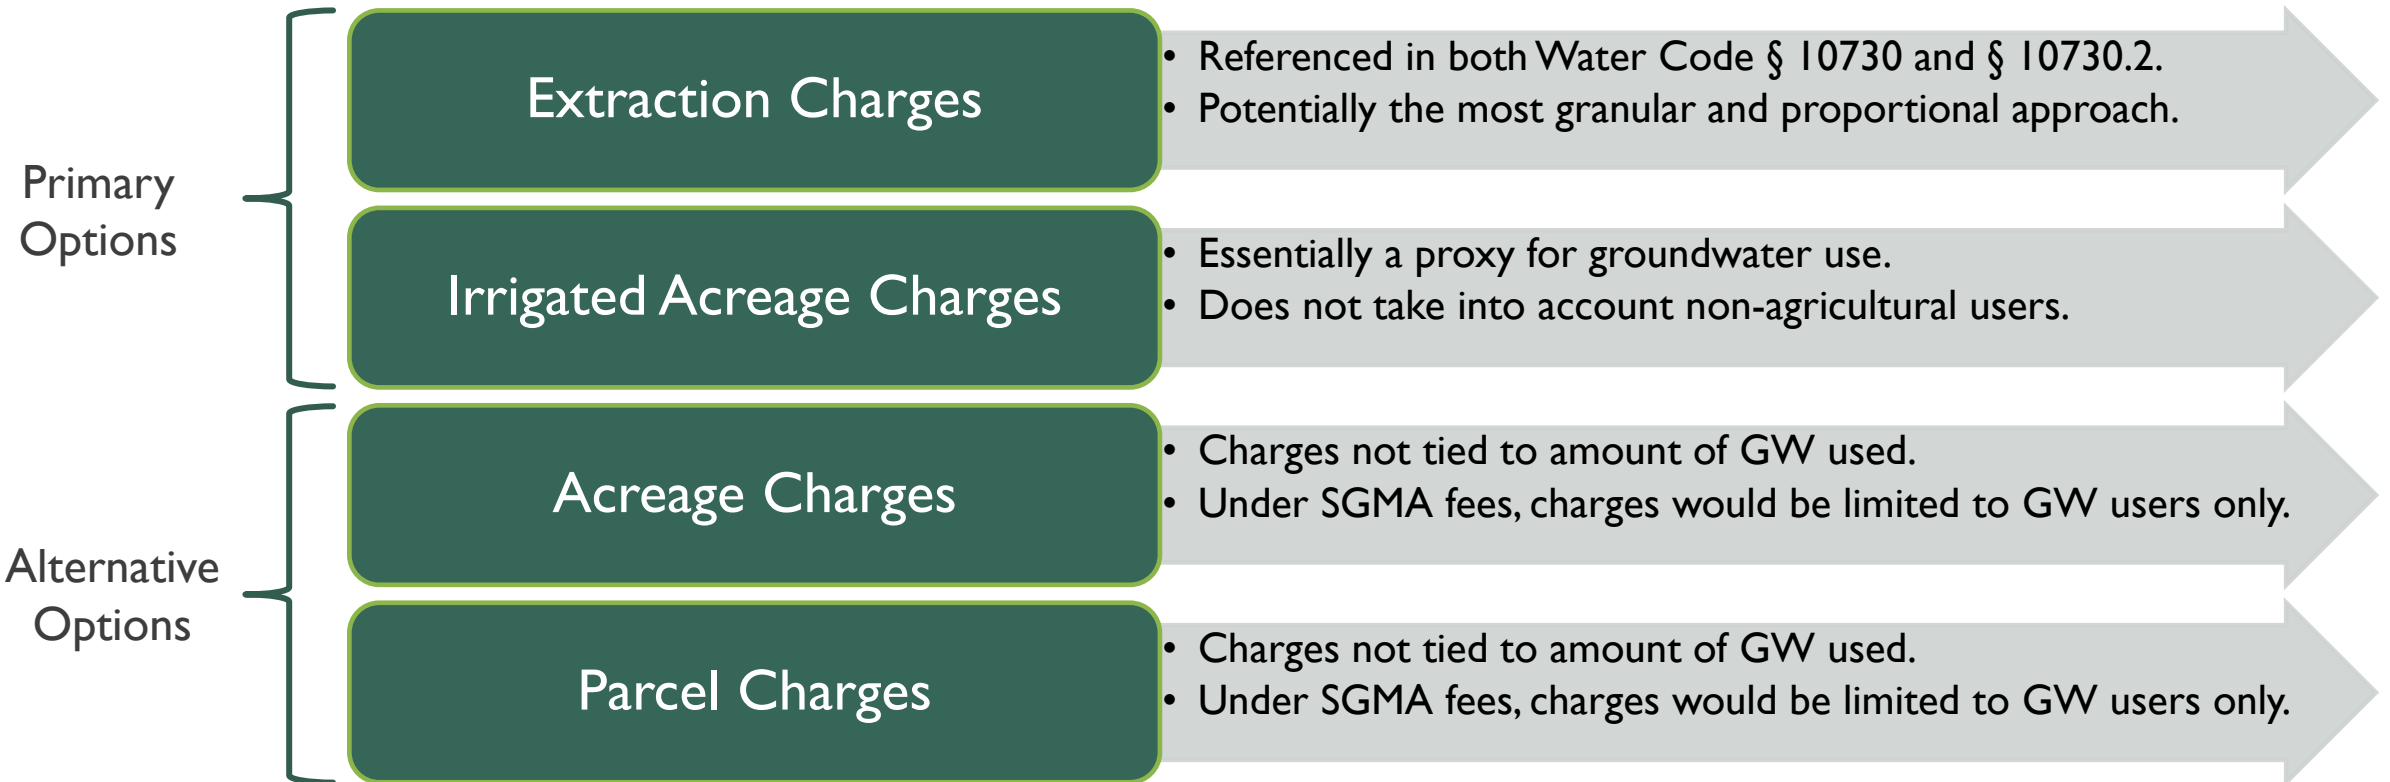 Primary
Options
Extraction Charges
• Referenced in both Water Code § 10730 and § 10730.2.
• Potentially the most granular and proportional approach.
Irrigated Acreage Charges
• Essentially a proxy for groundwater use.
• Does not take into account non-agricultural users.
Alternative
Options
Acreage Charges
• Charges not tied to amount of GW used.
• Under SGMA fees, charges would be limited to GW users only.
Parcel Charges
• Charges not tied to amount of GW used.
• Under SGMA fees, charges would be limited to GW users only.